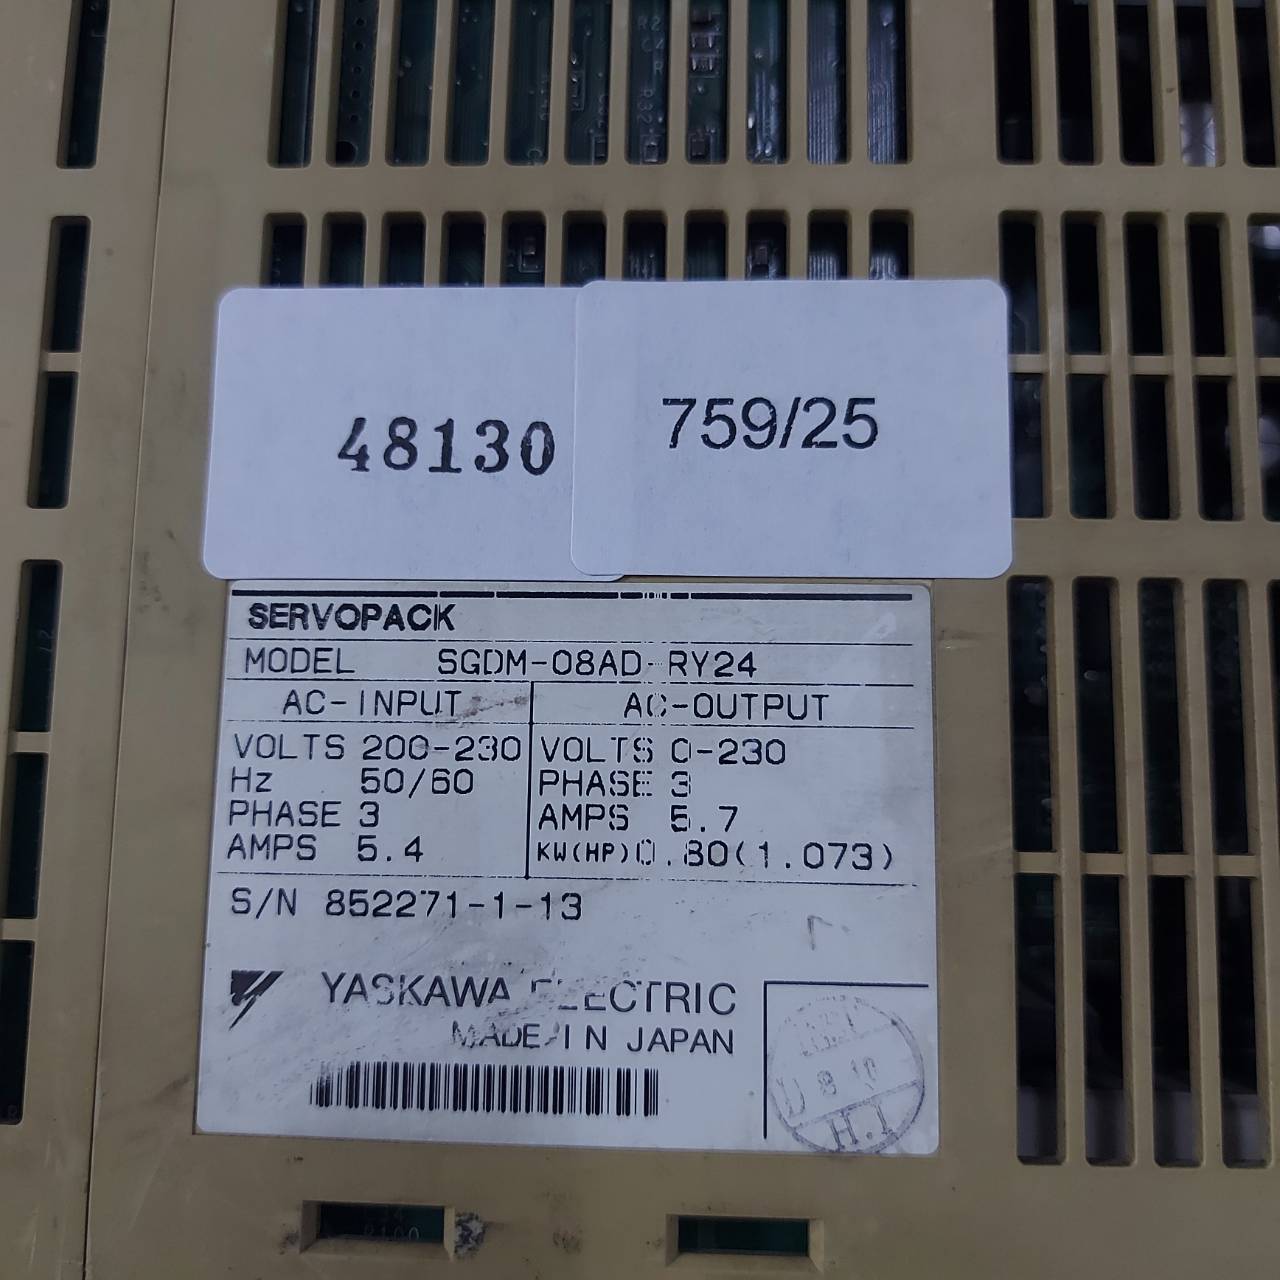 48130
759/25
SERVOPACK
MODEL SGDM-08AD-RY24
AC-INPUT AC-OUTPUT
VOLTS 200-230 VOLTS 0-230
Hz 50/60 PHASE 3
PHASE 3 AMPS 5.7
AMPS 5.4 KW(HP) 0.80(1.073)
S/N 852271-1-13
YASKAWA ELECTRIC
MADE IN JAPAN
8 10
H.I